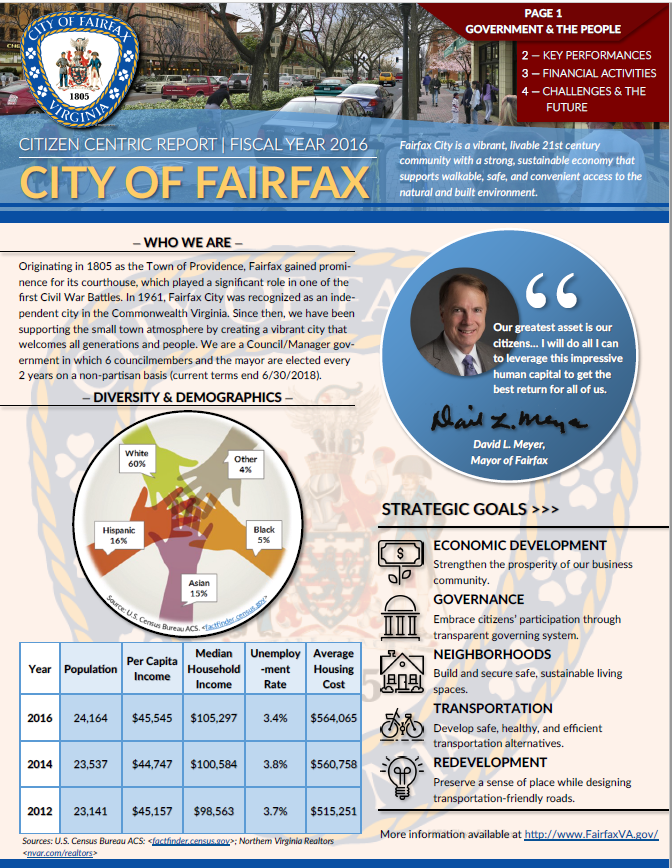 CITY OF FAIRFAX
1805
VIRGINIA
PAGE 1
GOVERNMENT & THE PEOPLE
2 — KEY PERFORMANCES
3 — FINANCIAL ACTIVITIES
4 — CHALLENGES & THE
FUTURE
CITIZEN CENTRIC REPORT | FISCAL YEAR 2016
CITY OF FAIRFAX
Fairfax City is a vibrant, livable 21st century
community with a strong, sustainable economy that
supports walkable, safe, and convenient access to the
natural and built environment.
— WHO WE ARE —
Originating in 1805 as the Town of Providence, Fairfax gained promi-
nence for its courthouse, which played a significant role in one of the
first Civil War Battles. In 1961, Fairfax City was recognized as an inde-
pendent city in the Commonwealth Virginia. Since then, we have been
supporting the small town atmosphere by creating a vibrant city that
welcomes all generations and people. We are a Council/Manager gov-
ernment in which 6 councilmembers and the mayor are elected every
2 years on a non-partisan basis (current terms end 6/30/2018).
— DIVERSITY & DEMOGRAPHICS —
White
60%
Other
4%
Hispanic
16%
Black
5%
Asian
15%
Source: U.S. Census Bureau ACS. <factfinder.census.gov>
Year Population Per Capita Income Median Household Income Unemploy-ment Rate Average Housing Cost
2016 24,164 $45,545 $105,297 3.4% $564,065
2014 23,537 $44,747 $100,584 3.8% $560,758
2012 23,141 $45,157 $98,563 3.7% $515,251
Sources: U.S. Census Bureau ACS: <factfinder.census.gov>; Northern Virginia Realtors
<nvar.com/realtors>
“
Our greatest asset is our
citizens... I will do all I can
to leverage this impressive
human capital to get the
best return for all of us.
David L. Meyer
David L. Meyer,
Mayor of Fairfax
STRATEGIC GOALS >>>
$
ECONOMIC DEVELOPMENT
Strengthen the prosperity of our business
community.
GOVERNANCE
Embrace citizens' participation through
transparent governing system.
NEIGHBORHOODS
Build and secure safe, sustainable living
spaces.
TRANSPORTATION
Develop safe, healthy, and efficient
transportation alternatives.
REDEVELOPMENT
Preserve a sense of place while designing
transportation-friendly roads.
More information available at http://www.FairfaxVA.gov/